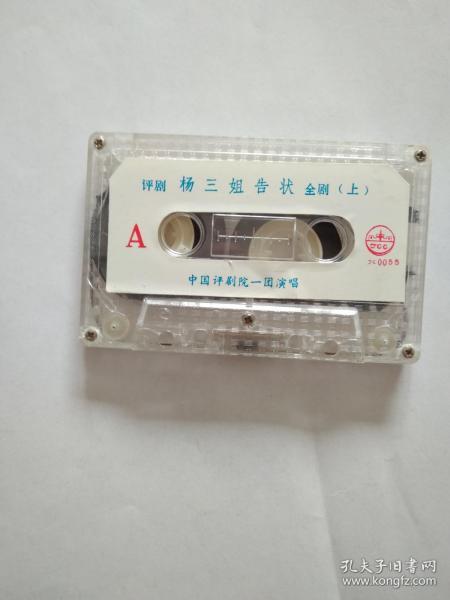 评剧 杨三姐告状 全剧(上)
A
中国评剧院一团演唱
0055
孔夫子旧书网
www.kongfz.com